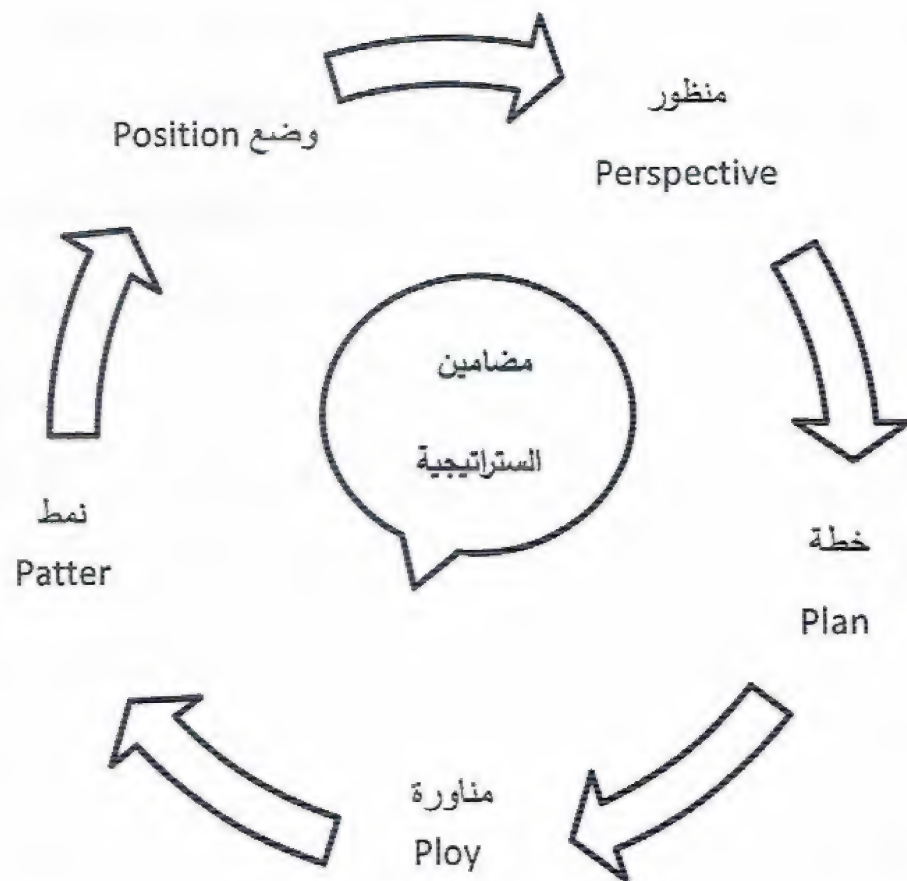 منظور
Perspective
وضع Position
مضامين
الستراتيجية
نمط
Patter
خطة
Plan
مناورة
Ploy